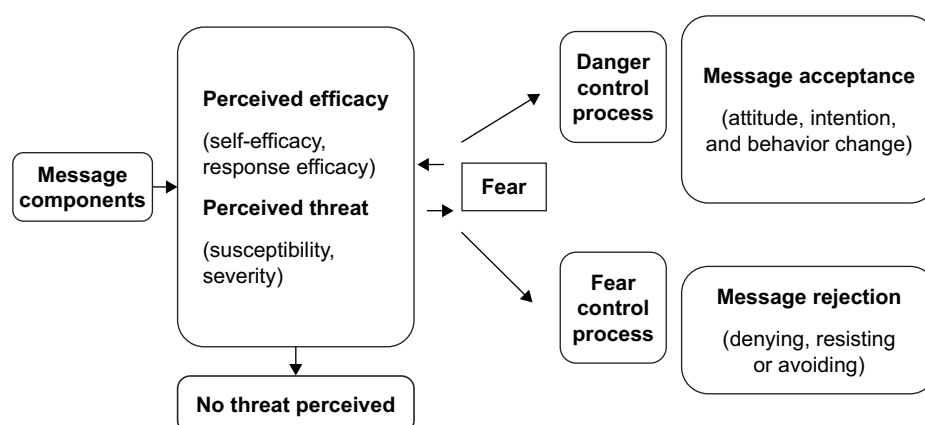 Message
components
Perceived efficacy
(self-efficacy,
response efficacy)
Perceived threat
(susceptibility,
severity)
No threat perceived
Fear
Danger
control
process
Message acceptance
(attitude, intention,
and behavior change)
Fear
control
process
Message rejection
(denying, resisting
or avoiding)